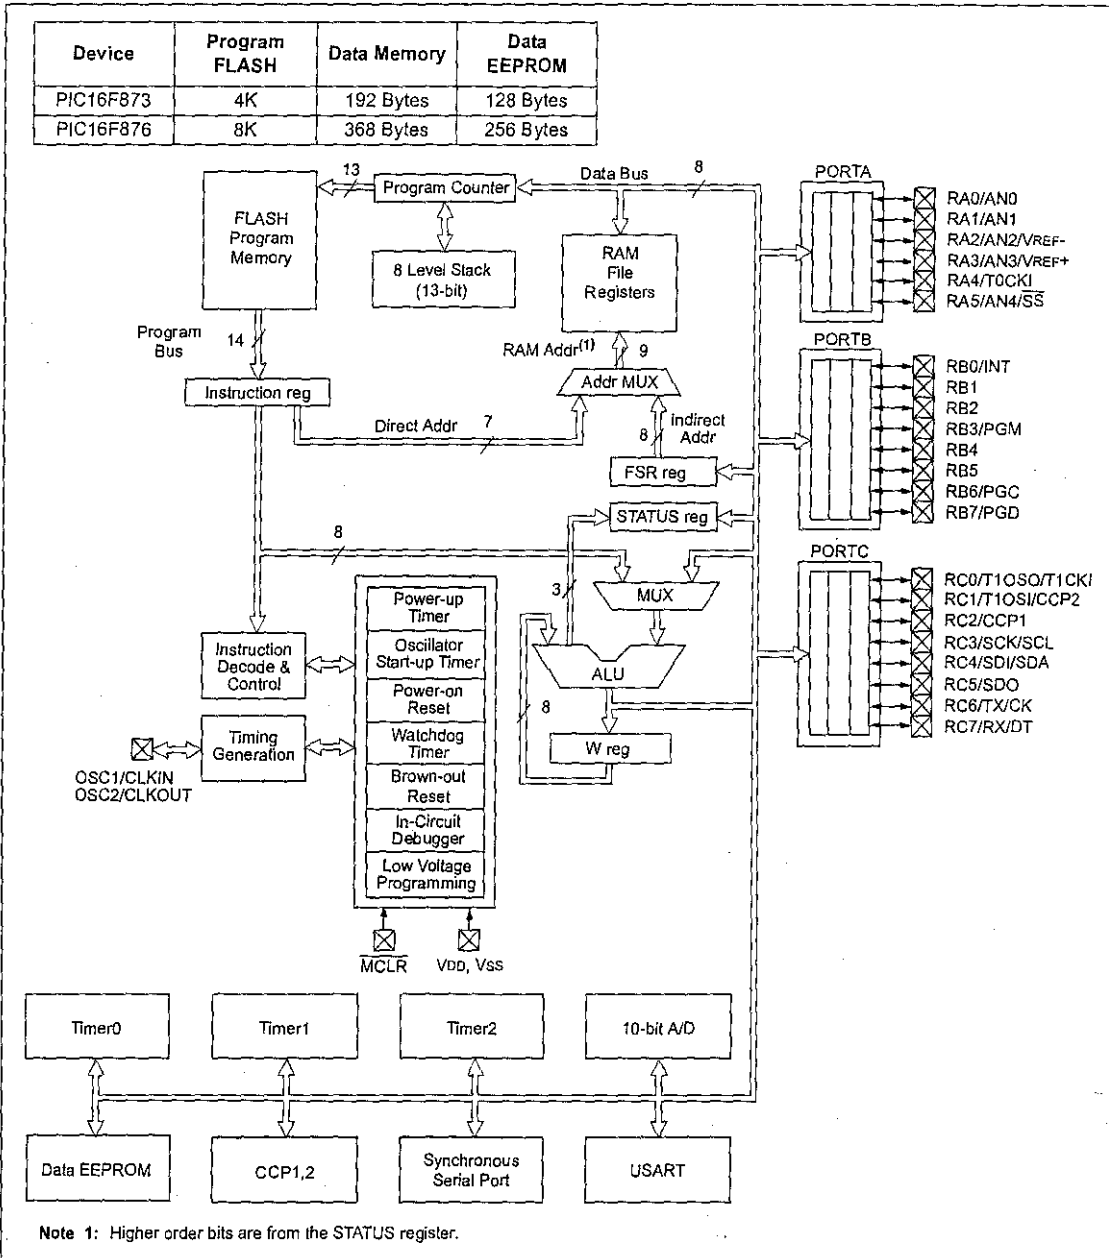 Device Program FLASH Data Memory Data EEPROM
PIC16F873 4K 192 Bytes 128 Bytes
PIC16F876 8K 368 Bytes 256 Bytes
FLASH
Program
Memory
13
Program Counter
Data Bus
8
8 Level Stack
(13-bit)
RAM
File
Registers
Program
Bus
14
RAM Addr(1)
9
Addr MUX
Instruction reg
Direct Addr
7
8
Indirect
Addr
FSR reg
STATUS reg
8
3
MUX
ALU
8
W reg
Power-up
Timer
Oscillator
Start-up Timer
Power-on
Reset
Watchdog
Timer
Brown-out
Reset
In-Circuit
Debugger
Low Voltage
Programming
Instruction
Decode &
Control
Timing
Generation
OSC1/CLKIN
OSC2/CLKOUT
MCLR
VDD, VSS
PORTA
RA0/AN0
RA1/AN1
RA2/AN2/VREF-
RA3/AN3/VREF+
RA4/T0CKI
RA5/AN4/SS
PORTB
RB0/INT
RB1
RB2
RB3/PGM
RB4
RB5
RB6/PGC
RB7/PGD
PORTC
RC0/T1OSO/T1CKI
RC1/T1OSI/CCP2
RC2/CCP1
RC3/SCK/SCL
RC4/SDI/SDA
RC5/SDO
RC6/TX/CK
RC7/RX/DT
Timer0
Timer1
Timer2
10-bit A/D
Data EEPROM
CCP1,2
Synchronous
Serial Port
USART
Note 1: Higher order bits are from the STATUS register.